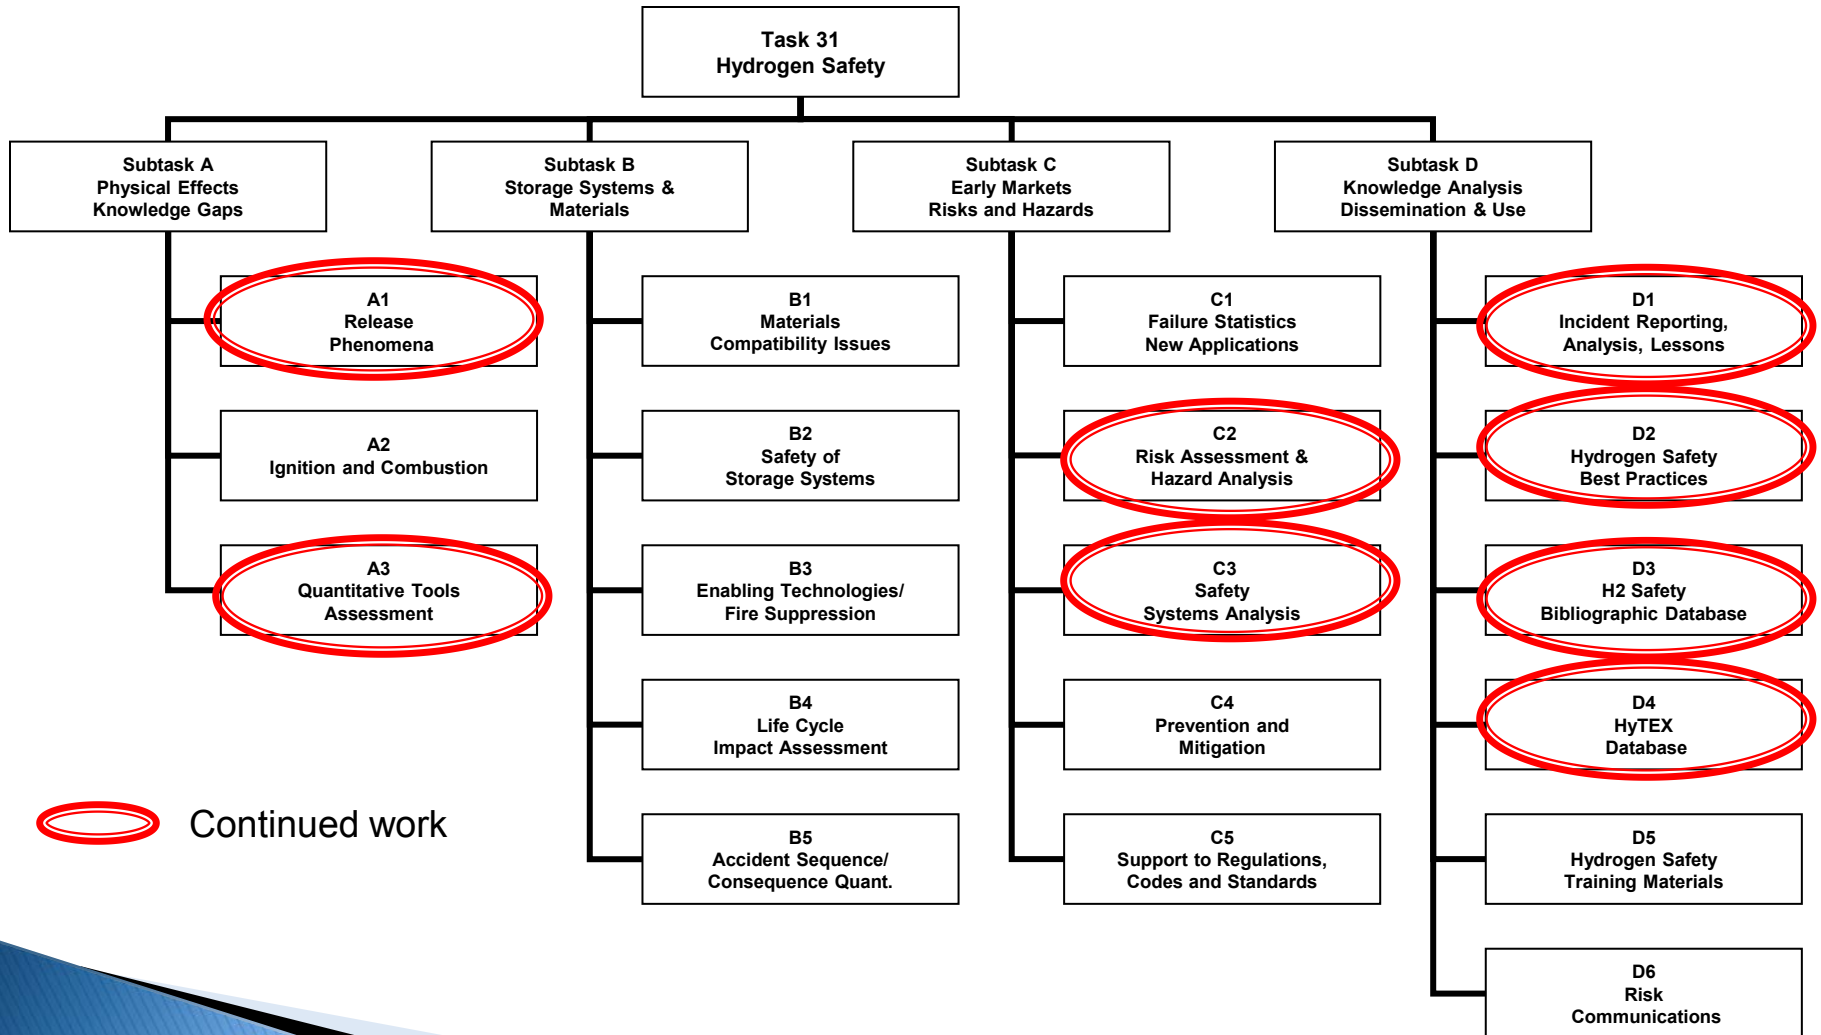 Task 31
Hydrogen Safety
Subtask A
Physical Effects
Knowledge Gaps
Subtask B
Storage Systems &
Materials
Subtask C
Early Markets
Risks and Hazards
Subtask D
Knowledge Analysis
Dissemination & Use
A1
Release
Phenomena
A2
Ignition and Combustion
A3
Quantitative Tools
Assessment
B1
Materials
Compatibility Issues
B2
Safety of
Storage Systems
B3
Enabling Technologies/
Fire Suppression
B4
Life Cycle
Impact Assessment
B5
Accident Sequence/
Consequence Quant.
C1
Failure Statistics
New Applications
C2
Risk Assessment &
Hazard Analysis
C3
Safety
Systems Analysis
C4
Prevention and
Mitigation
C5
Support to Regulations,
Codes and Standards
D1
Incident Reporting,
Analysis, Lessons
D2
Hydrogen Safety
Best Practices
D3
H2 Safety
Bibliographic Database
D4
HyTEX
Database
D5
Hydrogen Safety
Training Materials
D6
Risk
Communications
Continued work